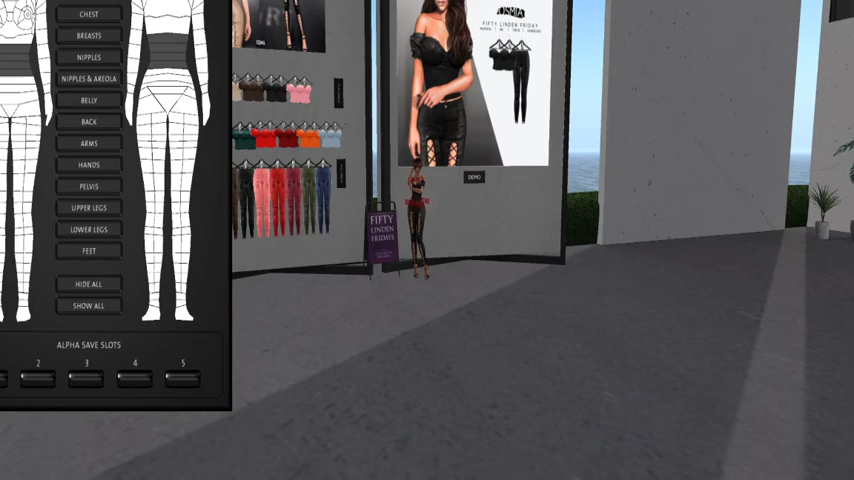 CHEST
BREASTS
NIPPLES
NIPPLES & AREOLA
BELLY
BACK
ARMS
HANDS
PELVIS
UPPER LEGS
LOWER LEGS
FEET
HIDE ALL
SHOW ALL
ALPHA SAVE SLOTS
2 3 4 5
OSMIA
FIFTY LINDEN FRIDAY
DEMO
FIFTY
LINDEN
FRIDAYS